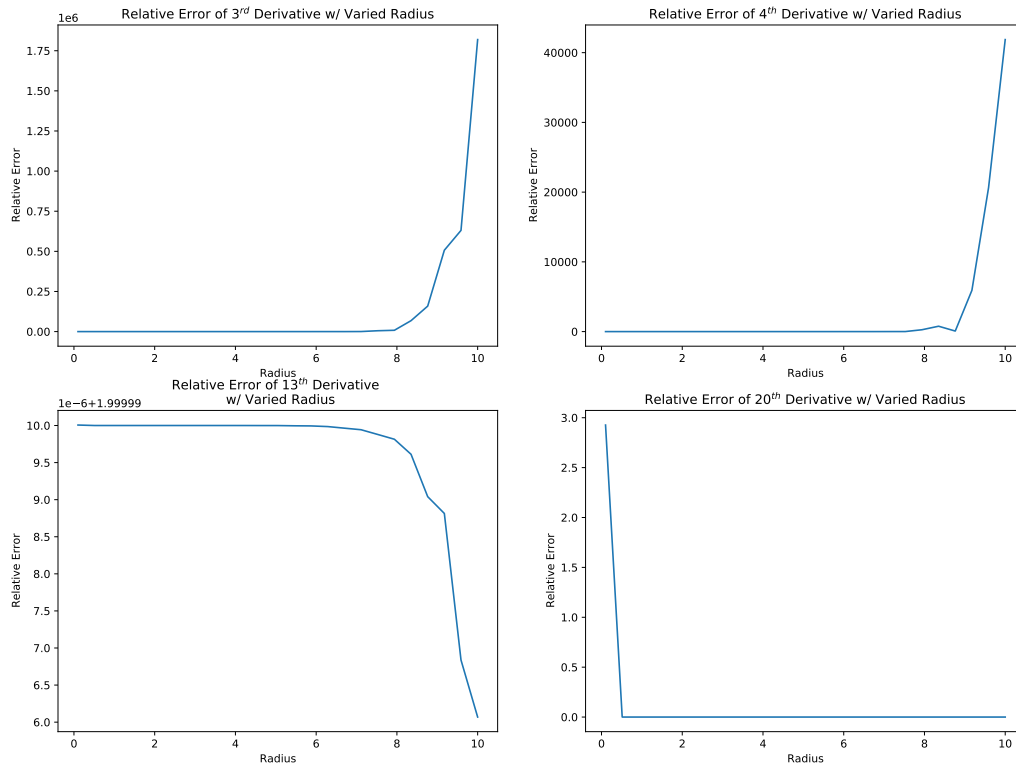 Relative Error of 3rd Derivative w/ Varied Radius
1e6
1.75
1.50
1.25
1.00
0.75
0.50
0.25
0.00
Relative Error
0 2 4 6 8 10
Radius
Relative Error of 4th Derivative w/ Varied Radius
40000
30000
20000
10000
0
Relative Error
0 2 4 6 8 10
Relative Error of 13th Derivative
w/ Varied Radius
1e-6+1.99999
10.0
9.5
9.0
8.5
8.0
7.5
7.0
6.5
6.0
Relative Error
0 2 4 6 8 10
Radius
Relative Error of 20th Derivative w/ Varied Radius
3.0
2.5
2.0
1.5
1.0
0.5
0.0
Relative Error
0 2 4 6 8 10
Radius